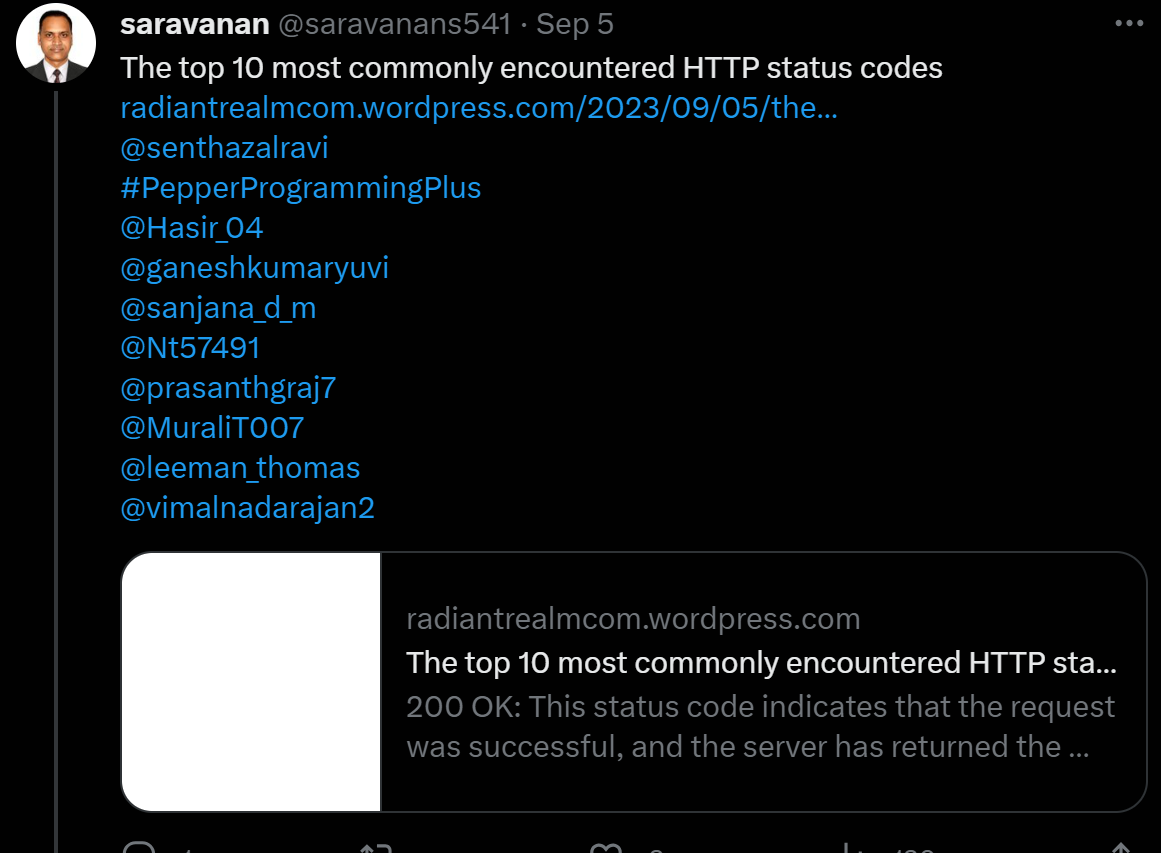 saravanan @saravanans541 · Sep 5
The top 10 most commonly encountered HTTP status codes
radiantrealmcom.wordpress.com/2023/09/05/the...
@senthazalravi
#PepperProgrammingPlus
@Hasir_04
@ganeshkumaryuvi
@sanjana_d_m
@Nt57491
@prasanthgraj7
@MuraliT007
@leeman_thomas
@vimalnadarajan2
radiantrealmcom.wordpress.com
The top 10 most commonly encountered HTTP sta...
200 OK: This status code indicates that the request
was successful, and the server has returned the ...